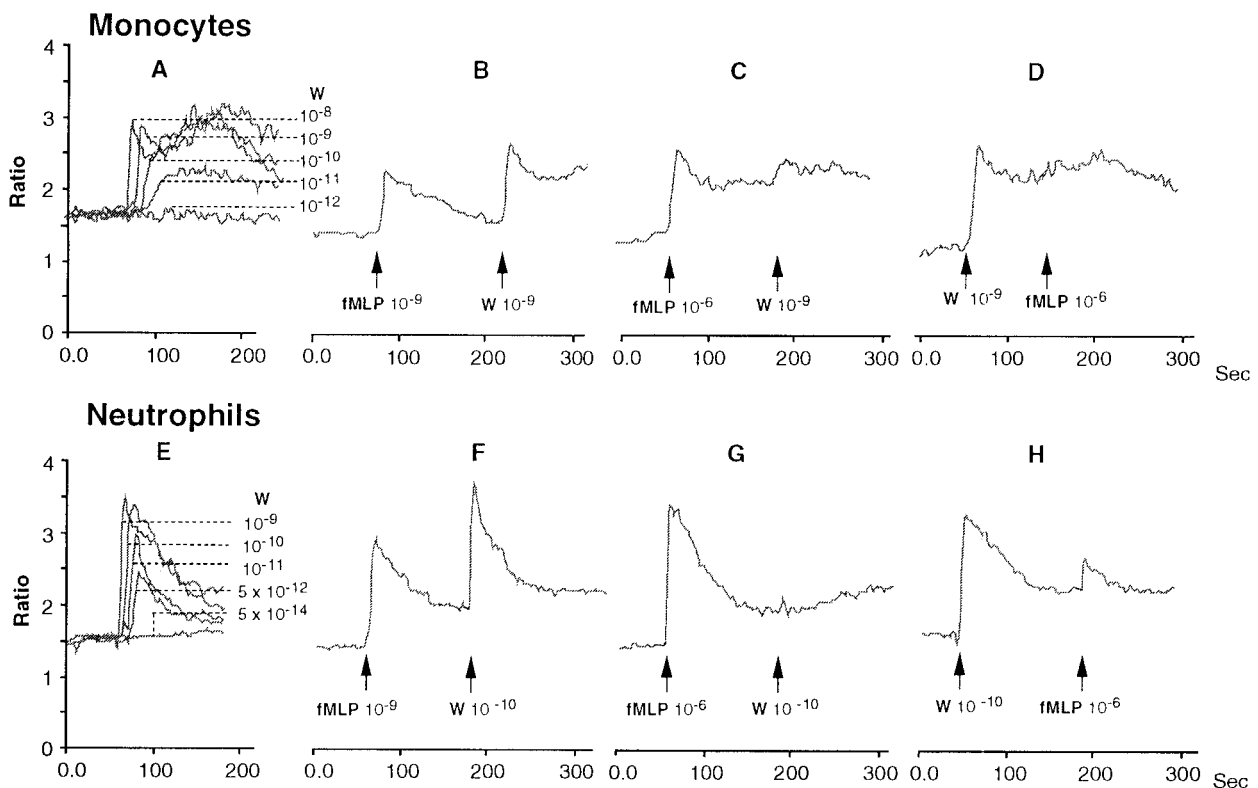 Monocytes
A B C D
Ratio
4
3
2
1
0
W
10-8
10-9
10-10
10-11
10-12
fMLP 10-9
W 10-9
fMLP 10-6
W 10-9
W 10-9
fMLP 10-6
0.0 100 200
0.0 100 200 300
0.0 100 200 300
0.0 100 200 300
Sec
Neutrophils
E F G H
Ratio
4
3
2
1
0
W
10-9
10-10
10-11
5 x 10-12
5 x 10-14
fMLP 10-9
W 10-10
fMLP 10-6
W 10-10
W 10-10
fMLP 10-6
0.0 100 200
0.0 100 200 300
0.0 100 200 300
0.0 100 200 300
Sec